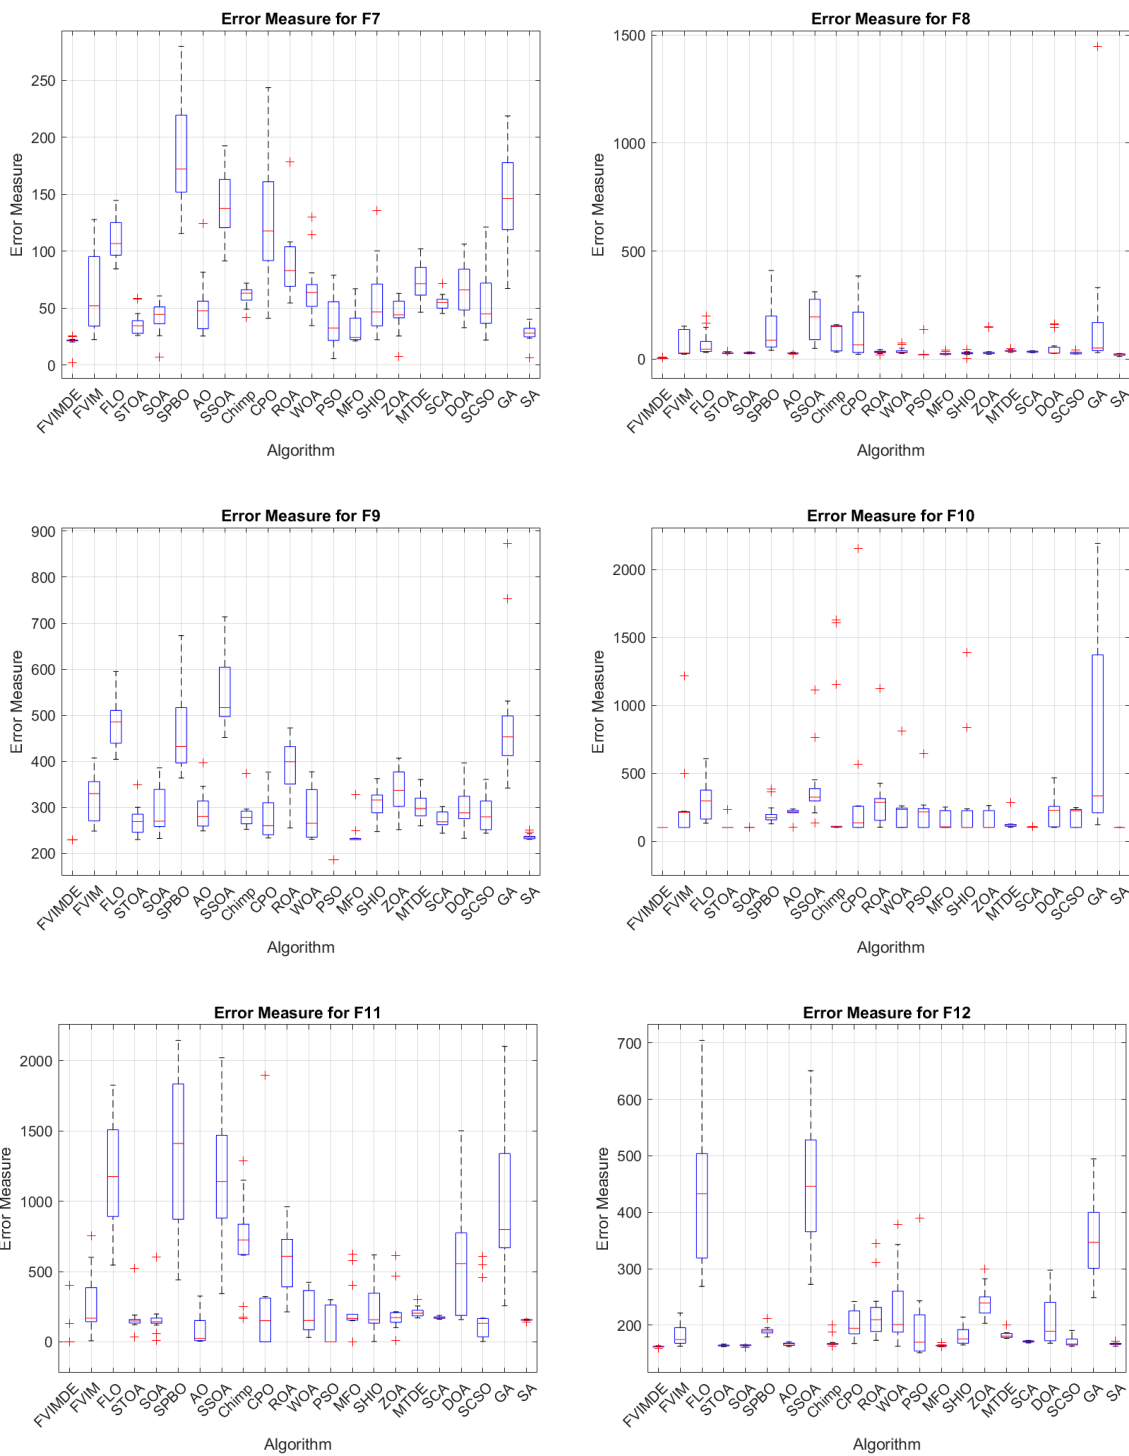 Error Measure for F7
Error Measure
250
200
150
100
50
0
FVIMDE FVIM FLO STOA SOA SPBO AO SSOA Chimp CPO ROA WOA PSO MFO SHIO ZOA MTDE SCA DOA SCSO GA SA
Algorithm
Error Measure for F8
Error Measure
1500
1000
500
0
FVIMDE FVIM FLO STOA SOA SPBO AO SSOA Chimp CPO ROA WOA PSO MFO SHIO ZOA MTDE SCA DOA SCSO GA SA
Algorithm
Error Measure for F9
Error Measure
900
800
700
600
500
400
300
200
FVIMDE FVIM FLO STOA SOA SPBO AO SSOA Chimp CPO ROA WOA PSO MFO SHIO ZOA MTDE SCA DOA SCSO GA SA
Algorithm
Error Measure for F10
Error Measure
2000
1500
1000
500
0
FVIMDE FVIM FLO STOA SOA SPBO AO SSOA Chimp CPO ROA WOA PSO MFO SHIO ZOA MTDE SCA DOA SCSO GA SA
Algorithm
Error Measure for F11
Error Measure
2000
1500
1000
500
0
FVIMDE FVIM FLO STOA SOA SPBO AO SSOA Chimp CPO ROA WOA PSO MFO SHIO ZOA MTDE SCA DOA SCSO GA SA
Algorithm
Error Measure for F12
Error Measure
700
600
500
400
300
200
FVIMDE FVIM FLO STOA SOA SPBO AO SSOA Chimp CPO ROA WOA PSO MFO SHIO ZOA MTDE SCA DOA SCSO GA SA
Algorithm